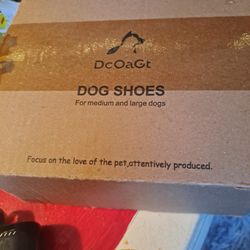 DcOaGt
DOG SHOES
For medium and large dogs
Focus on the love of the pet,attentively produced.